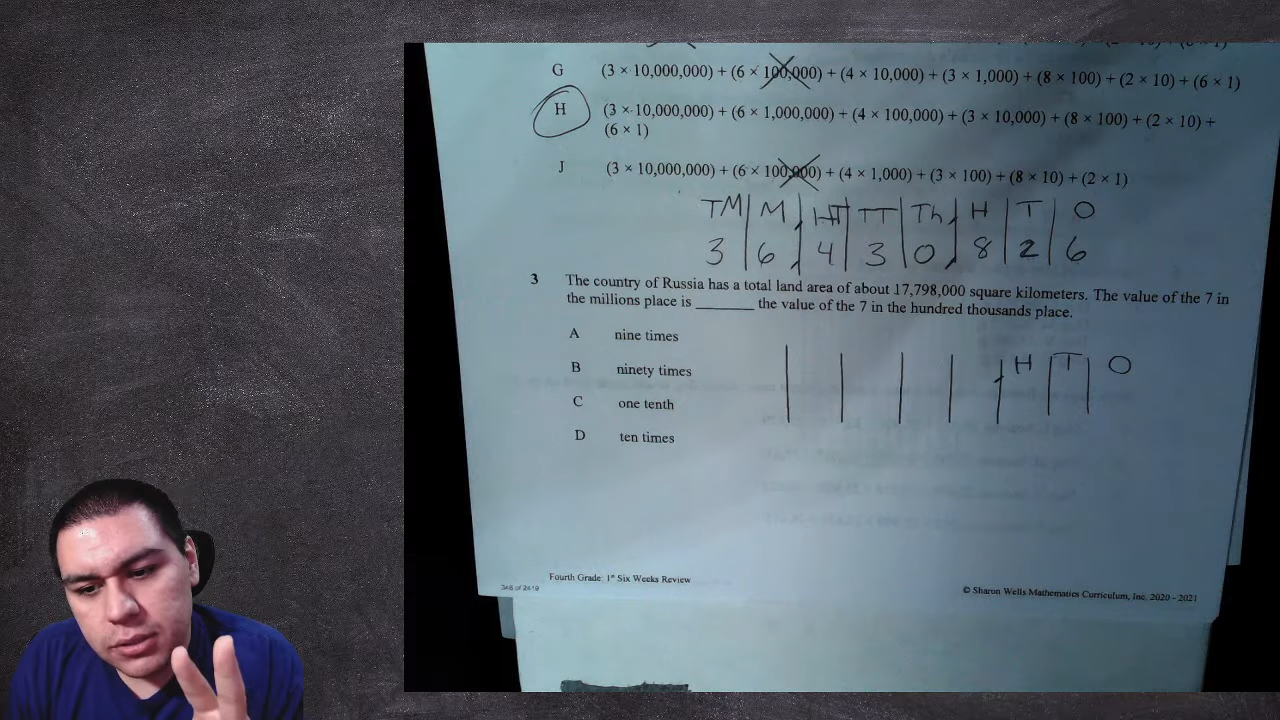 G (3 × 10,000,000) + (6 × 100,000) + (4 × 10,000) + (3 × 1,000) + (8 × 100) + (2 × 10) + (6 × 1)
H (3 × 10,000,000) + (6 × 1,000,000) + (4 × 100,000) + (3 × 10,000) + (8 × 100) + (2 × 10) +
(6 × 1)
J (3 × 10,000,000) + (6 × 100,000) + (4 × 1,000) + (3 × 100) + (8 × 10) + (2 × 1)
TM M HT TT Th H T O
3 6 4 3 0 8 2 6
3 The country of Russia has a total land area of about 17,798,000 square kilometers. The value of the 7 in
the millions place is ________ the value of the 7 in the hundred thousands place.
A nine times
H T O
B ninety times
C one tenth
D ten times
Fourth Grade: 1st Six Weeks Review
© Sharon Wells Mathematics Curriculum, Inc. 2020 - 2021